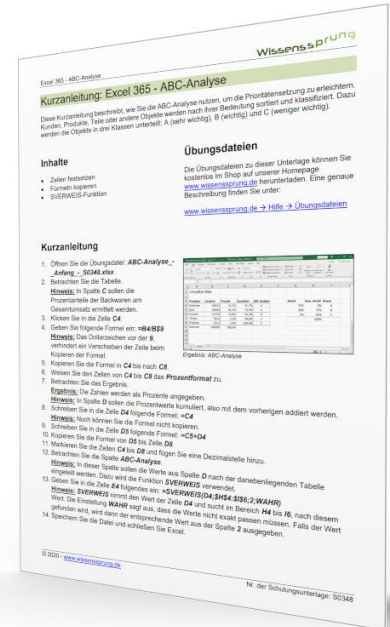 Wissenssprung
Excel 365 - ABC-Analyse
Kurzanleitung: Excel 365 - ABC-Analyse
Diese Kurzanleitung beschreibt, wie Sie die ABC-Analyse nutzen, um die Prioritätensetzung zu erleichtern.
Kunden, Produkte, Teile oder andere Objekte werden nach ihrer Bedeutung sortiert und klassifiziert. Dazu
werden die Objekte in drei Klassen unterteilt: A (sehr wichtig), B (wichtig) und C (weniger wichtig).
Inhalte
• Zellen festsetzen
• Formeln kopieren
• SVERWEIS-Funktion
Übungsdateien
Die Übungsdateien zu dieser Unterlage können Sie
kostenlos im Shop auf unserer Homepage
www.wissenssprung.de herunterladen. Eine genaue
Beschreibung finden Sie unter:
www.wissenssprung.de → Hilfe → Übungsdateien
Kurzanleitung
1. Öffnen Sie die Übungsdatei: ABC-Analyse_-
_Anfang_-_S0348.xlsx
2. Betrachten Sie die Tabelle.
Hinweis: In Spalte C sollen die
Prozentanteile der Backwaren am
Gesamtumsatz ermittelt werden.
3. Klicken Sie in die Zelle C4.
4. Geben Sie folgende Formel ein: =B4/B$9
Hinweis: Das Dollarzeichen vor der 9,
verhindert ein Verschieben der Zeile beim
Kopieren der Formel.
5. Kopieren Sie die Formel in C4 bis nach C8.
6. Weisen Sie den Zellen von C4 bis C8 das Prozentformat zu.
7. Betrachten Sie das Ergebnis.
Ergebnis: Die Zahlen werden als Prozente angegeben.
Hinweis: In Spalte D sollen die Prozentwerte kumuliert, also mit dem vorherigen addiert werden.
8. Schreiben Sie in die Zelle D4 folgende Formel: =C4
Hinweis: Noch können Sie die Formel nicht kopieren.
9. Schreiben Sie in die Zelle D5 folgende Formel: =C5+D4
10. Kopieren Sie die Formel von D5 bis Zelle D8.
11. Markieren Sie die Zellen C4 bis D8 und fügen Sie eine Dezimalstelle hinzu.
12. Betrachten Sie die Spalte ABC-Analyse.
Hinweis: In dieser Spalte sollen die Werte aus Spalte D nach der danebenliegenden Tabelle
eingeteilt werden. Dazu wird die Funktion SVERWEIS verwendet.
13. Geben Sie in die Zelle E4 folgendes ein: =SVERWEIS(D4;$H$4:$I$6;2;WAHR)
Hinweis: SVERWEIS nimmt den Wert der Zelle D4 und sucht im Bereich H4 bis I6, nach diesem
Wert. Die Einstellung WAHR sagt aus, dass die Werte nicht exakt passen müssen. Falls der Wert
gefunden wird, wird dann der entsprechende Wert aus der Spalte 2 ausgegeben.
14. Speichern Sie die Datei und schließen Sie Excel.
Ergebnis: ABC-Analyse
© 2020 - www.wissenssprung.de
Nr. der Schulungsunterlage: S0348